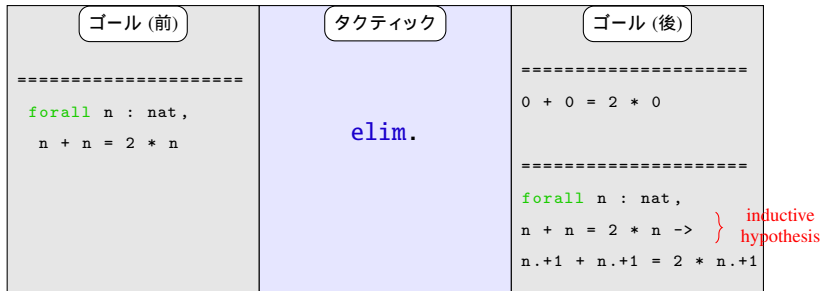 ゴール (前)
=====================
forall n : nat,
n + n = 2 * n
タクティック
elim.
ゴール (後)
=====================
0 + 0 = 2 * 0
=====================
forall n : nat,
n + n = 2 * n ->
n.+1 + n.+1 = 2 * n.+1
inductive
hypothesis